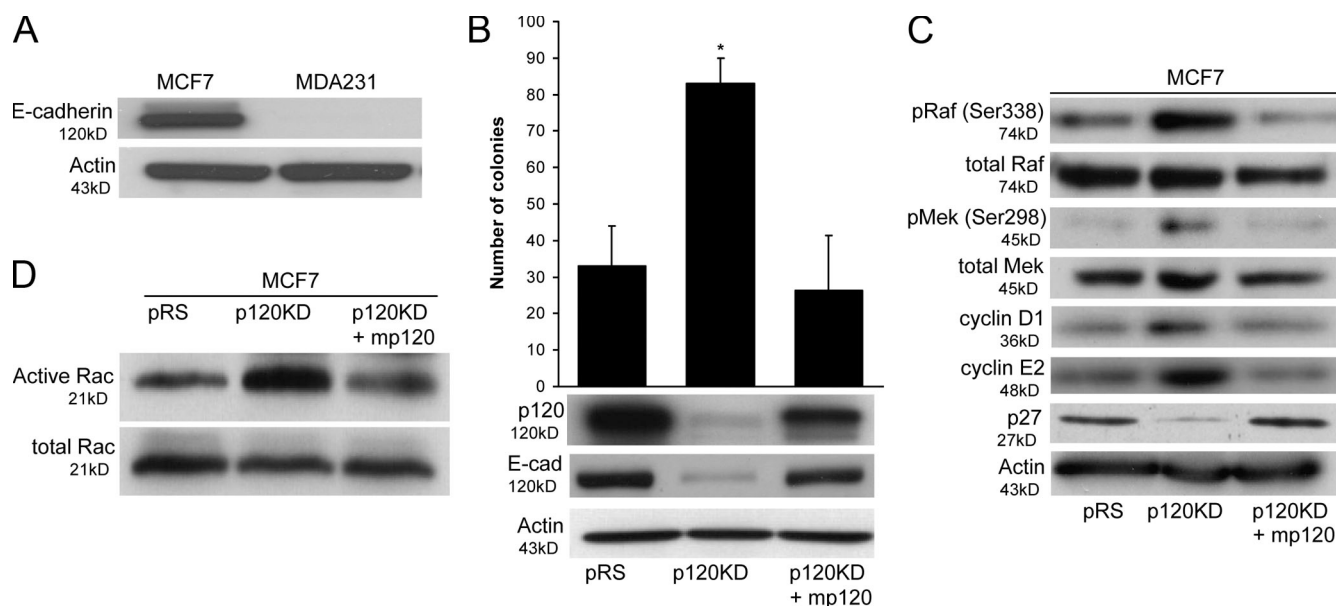 A
MCF7 MDA231
E-cadherin
120kD
Actin
43kD
B
Number of colonies
100
90
80
70
60
50
40
30
20
10
0
*
p120
120kD
E-cad
120kD
Actin
43kD
pRS p120KD p120KD
+ mp120
C
MCF7
pRaf (Ser338)
74kD
total Raf
74kD
pMek (Ser298)
45kD
total Mek
45kD
cyclin D1
36kD
cyclin E2
48kD
p27
27kD
Actin
43kD
pRS p120KD p120KD
+ mp120
D
MCF7
pRS p120KD p120KD
+ mp120
Active Rac
21kD
total Rac
21kD